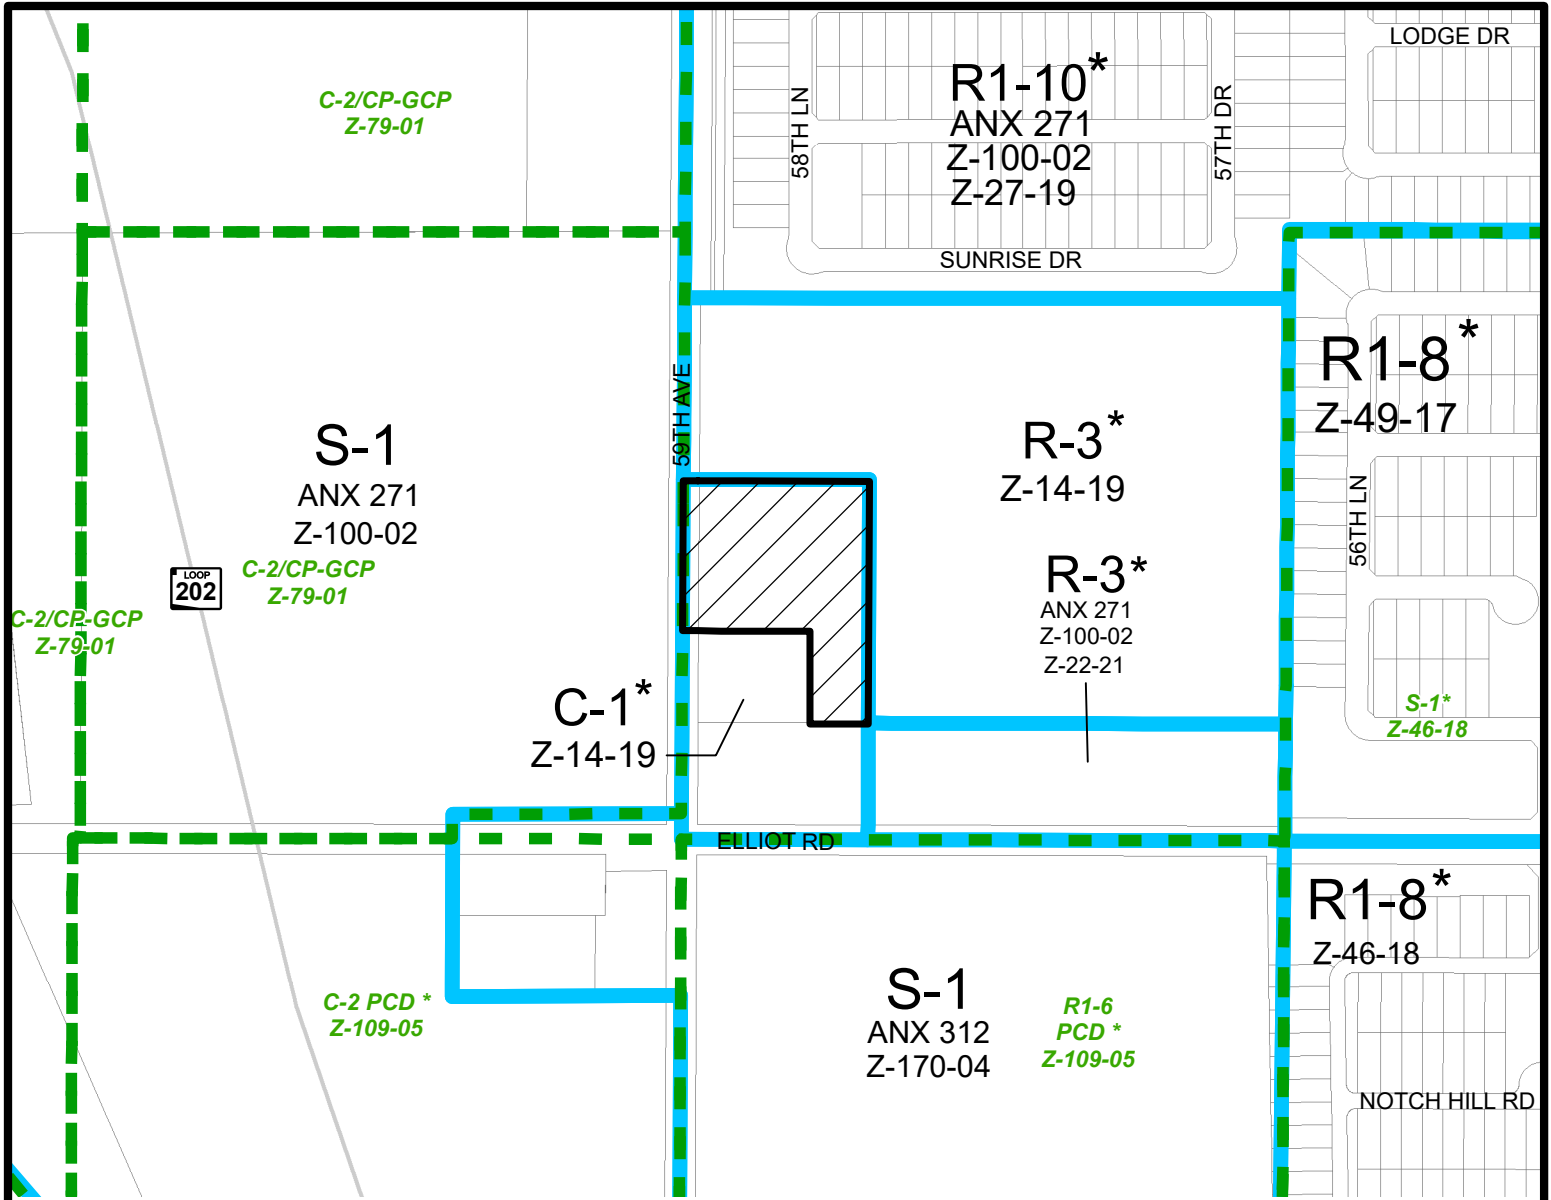 LODGE DR
C-2/CP-GCP
Z-79-01
58TH LN
R1-10*
ANX 271
Z-100-02
Z-27-19
57TH DR
SUNRISE DR
S-1
ANX 271
Z-100-02
C-2/CP-GCP
Z-79-01
LOOP
202
C-2/CP-GCP
Z-79-01
59TH AVE
R-3*
Z-14-19
R-3*
ANX 271
Z-100-02
Z-22-21
R1-8*
Z-49-17
56TH LN
S-1*
Z-46-18
C-1*
Z-14-19
ELLIOT RD
C-2 PCD *
Z-109-05
S-1
ANX 312
Z-170-04
R1-6
PCD *
Z-109-05
R1-8*
Z-46-18
NOTCH HILL RD